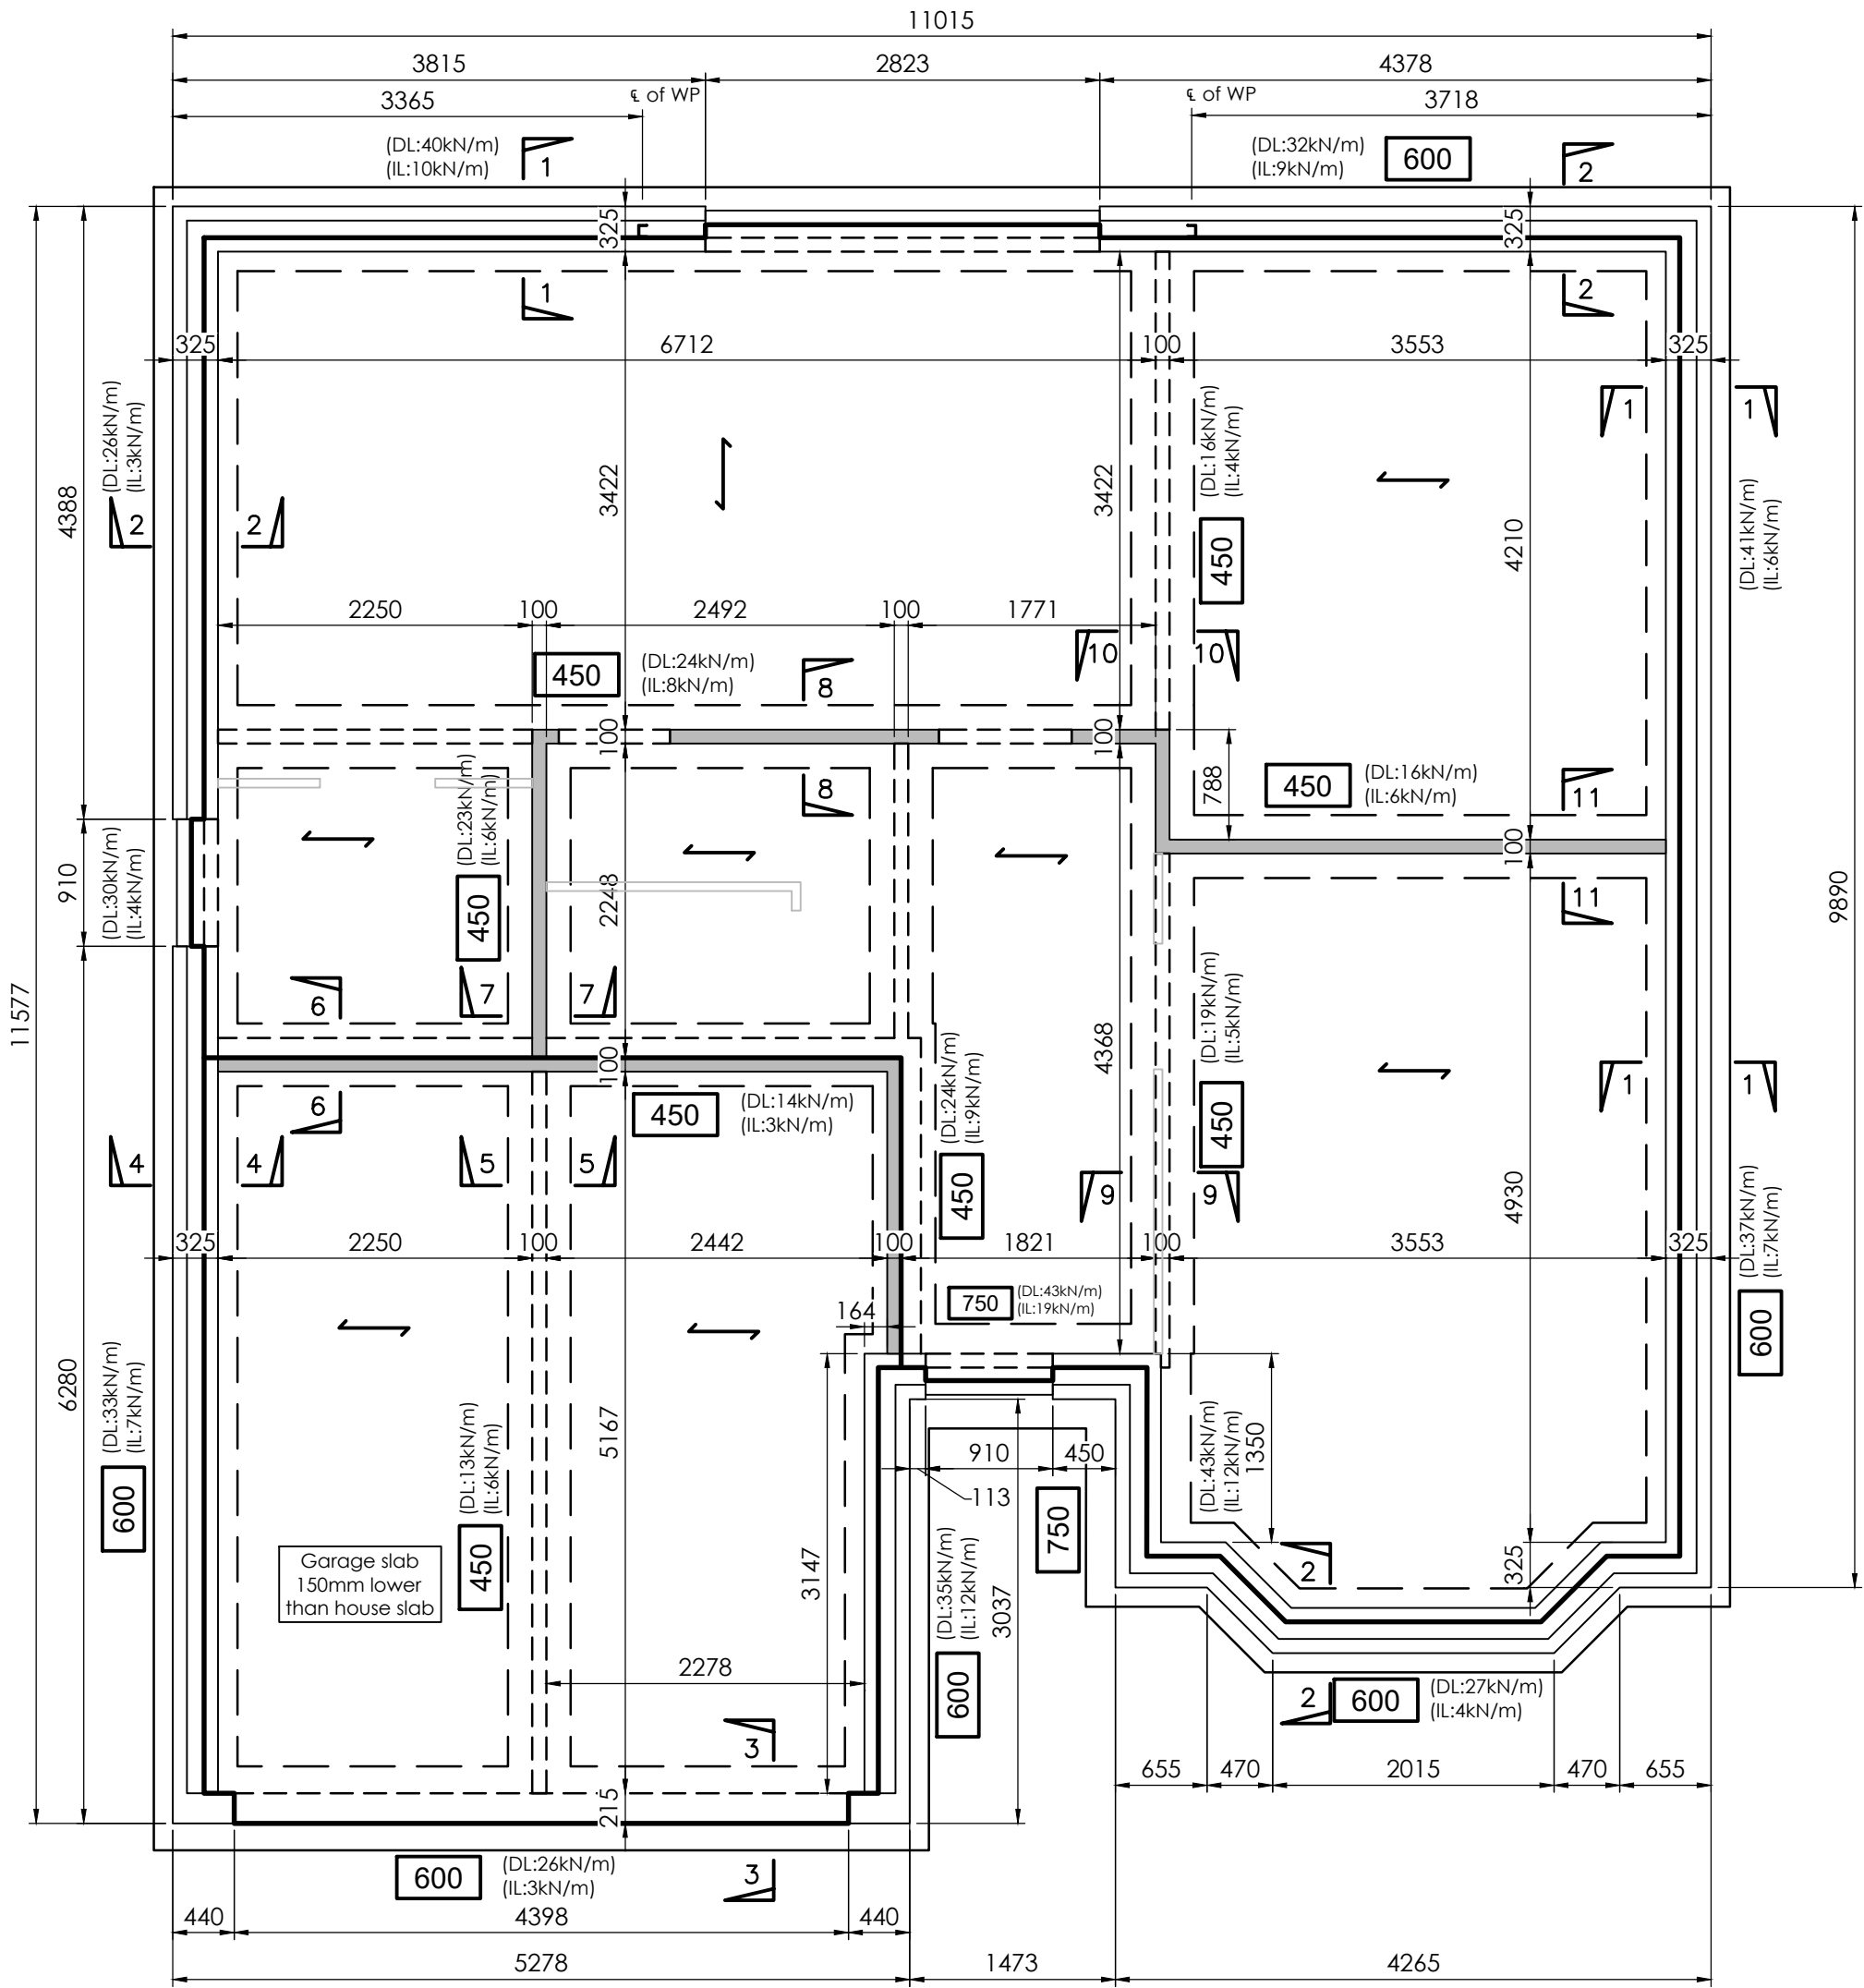 11015
3815
2823
4378
3365
℄ of WP
℄ of WP
3718
(DL:40kN/m)
(IL:10kN/m)
1
(DL:32kN/m)
(IL:9kN/m)
600
2
325
325
1
2
325
6712
100
3553
325
(DL:26kN/m)
(IL:3kN/m)
4388
2
2
3422
3422
(DL:16kN/m)
(IL:4kN/m)
450
4210
1
1
(DL:41kN/m)
(IL:6kN/m)
2250
100
2492
100
1771
450
(DL:24kN/m)
(IL:8kN/m)
8
10
10
100
100
788
450
(DL:16kN/m)
(IL:6kN/m)
11
8
(DL:23kN/m)
(IL:6kN/m)
450
910
(DL:30kN/m)
(IL:4kN/m)
2248
100
11
9890
11577
6
7
7
4368
(DL:19kN/m)
(IL:5kN/m)
450
100
6
450
(DL:14kN/m)
(IL:3kN/m)
(DL:24kN/m)
(IL:9kN/m)
450
1
1
4
4
5
5
9
9
4930
325
2250
100
2442
100
1821
100
3553
325
(DL:37kN/m)
(IL:7kN/m)
600
164
750
(DL:43kN/m)
(IL:19kN/m)
6280
(DL:33kN/m)
(IL:7kN/m)
600
(DL:13kN/m)
(IL:6kN/m)
450
5167
910
450
113
(DL:43kN/m)
(IL:12kN/m)
1350
750
Garage slab
150mm lower
than house slab
3147
(DL:35kN/m)
(IL:12kN/m)
3037
600
2
325
2278
2
600
(DL:27kN/m)
(IL:4kN/m)
3
655
470
2015
470
655
215
600
(DL:26kN/m)
(IL:3kN/m)
3
440
4398
440
5278
1473
4265